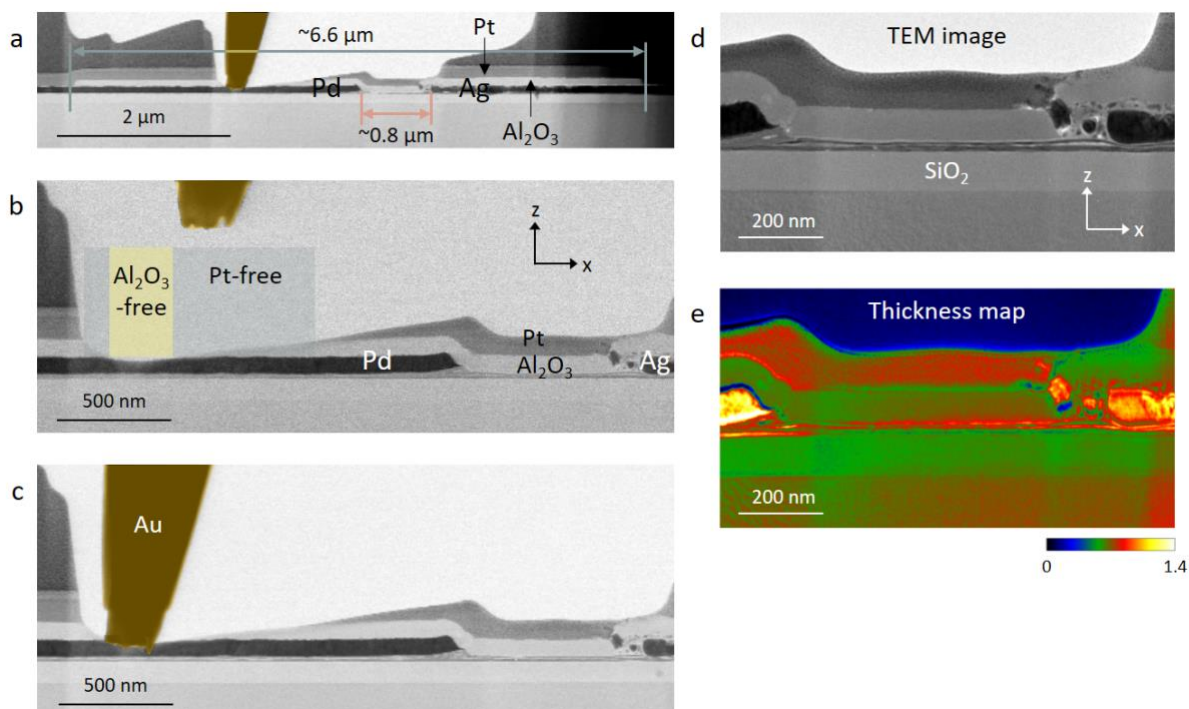 a
~6.6 µm
Pt
Pd
Ag
2 µm
~0.8 µm
Al₂O₃
b
z
x
Al₂O₃
-free
Pt-free
Pt
Pd
Al₂O₃
Ag
500 nm
c
Au
500 nm
d
TEM image
SiO₂
z
x
200 nm
e
Thickness map
200 nm
0
1.4